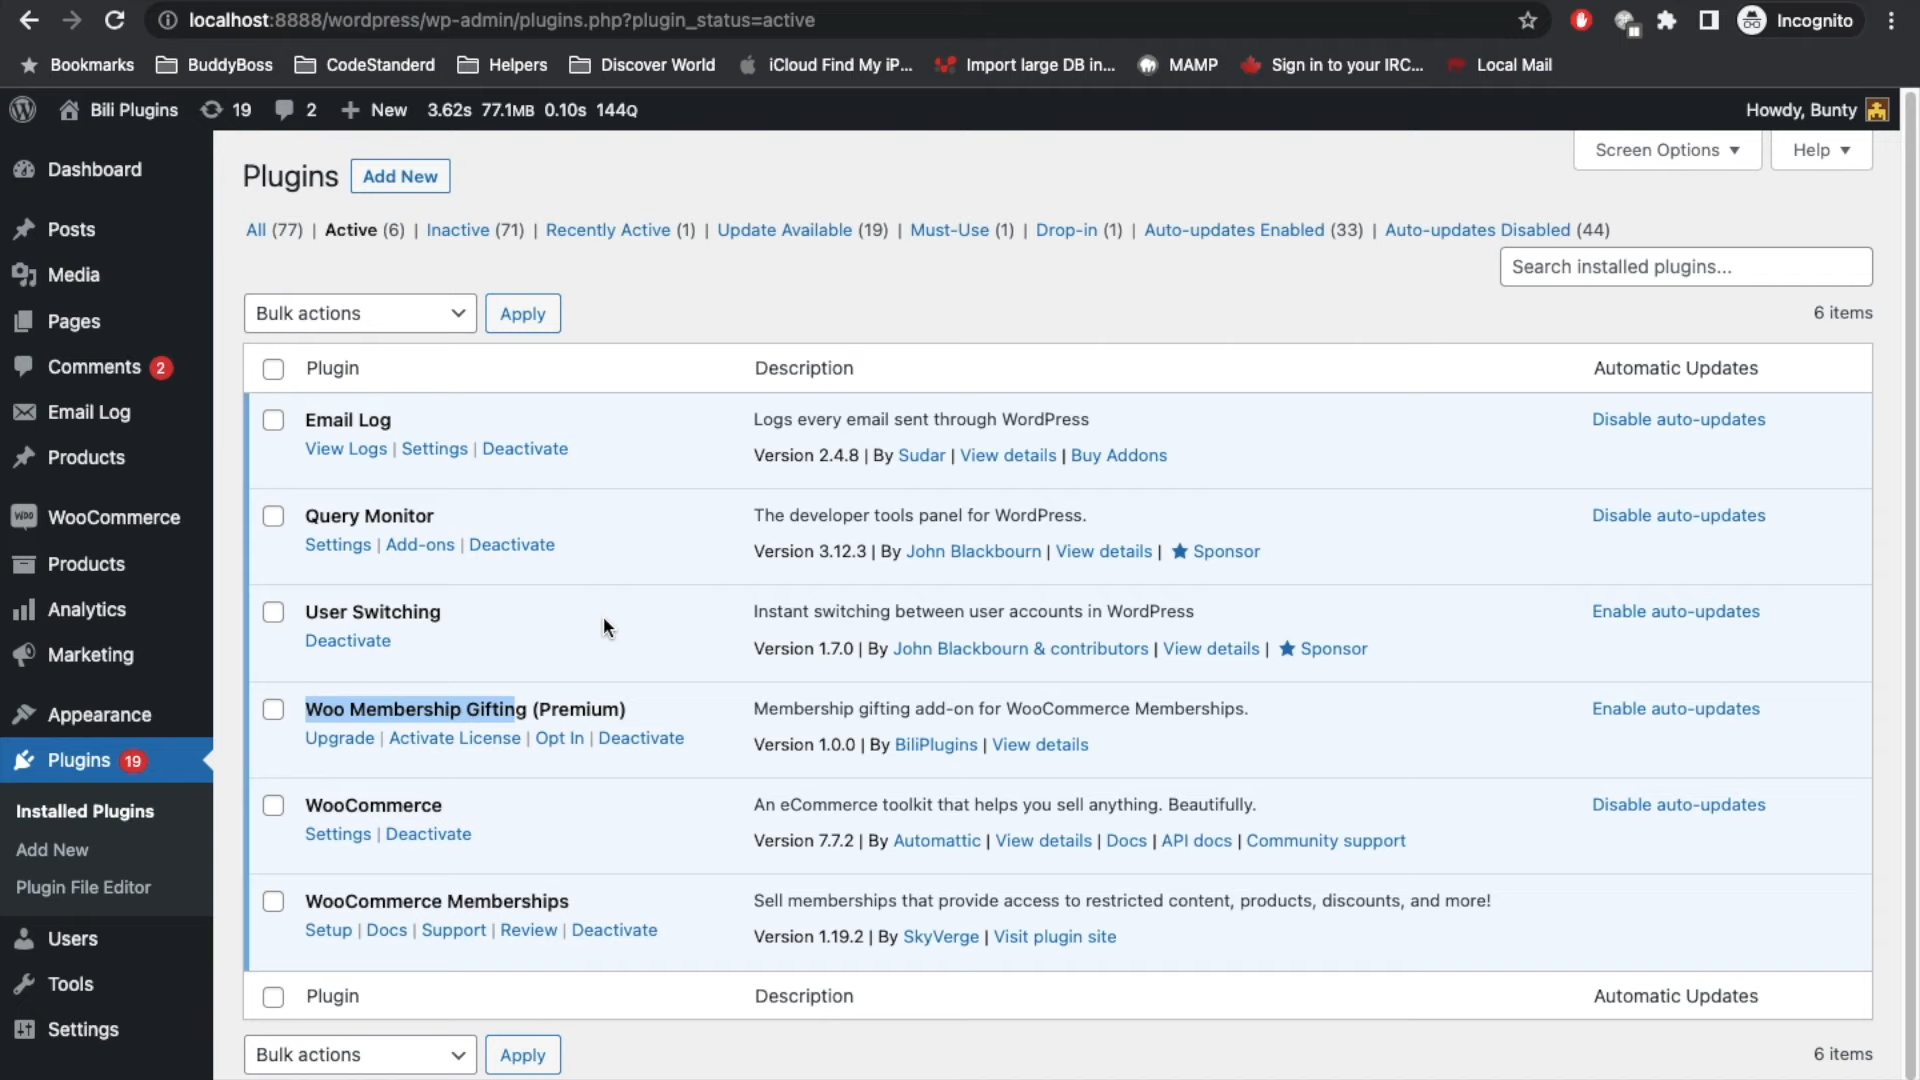 localhost:8888/wordpress/wp-admin/plugins.php?plugin_status=active
Incognito
Bookmarks BuddyBoss CodeStanderd Helpers Discover World iCloud Find My iP... Import large DB in... MAMP Sign in to your IRC... Local Mail
Bili Plugins 19 2 New 3.62s 77.1MB 0.10s 144Q
Howdy, Bunty
Dashboard
Posts
Media
Pages
Comments 2
Email Log
Products
WOO WooCommerce
Products
Analytics
Marketing
Appearance
Plugins 19
Installed Plugins
Add New
Plugin File Editor
Users
Tools
Settings
Screen Options Help
Plugins Add New
All (77) | Active (6) | Inactive (71) | Recently Active (1) | Update Available (19) | Must-Use (1) | Drop-in (1) | Auto-updates Enabled (33) | Auto-updates Disabled (44)
Search installed plugins...
Bulk actions Apply
6 items
Plugin Description Automatic Updates
Email Log Logs every email sent through WordPress Disable auto-updates
View Logs | Settings | Deactivate
Version 2.4.8 | By Sudar | View details | Buy Addons
Query Monitor The developer tools panel for WordPress. Disable auto-updates
Settings | Add-ons | Deactivate
Version 3.12.3 | By John Blackbourn | View details | Sponsor
User Switching Instant switching between user accounts in WordPress Enable auto-updates
Deactivate
Version 1.7.0 | By John Blackbourn & contributors | View details | Sponsor
Woo Membership Gifting (Premium) Membership gifting add-on for WooCommerce Memberships. Enable auto-updates
Upgrade | Activate License | Opt In | Deactivate
Version 1.0.0 | By BiliPlugins | View details
WooCommerce An eCommerce toolkit that helps you sell anything. Beautifully. Disable auto-updates
Settings | Deactivate
Version 7.7.2 | By Automattic | View details | Docs | API docs | Community support
WooCommerce Memberships Sell memberships that provide access to restricted content, products, discounts, and more!
Setup | Docs | Support | Review | Deactivate
Version 1.19.2 | By SkyVerge | Visit plugin site
Plugin Description Automatic Updates
Bulk actions Apply
6 items